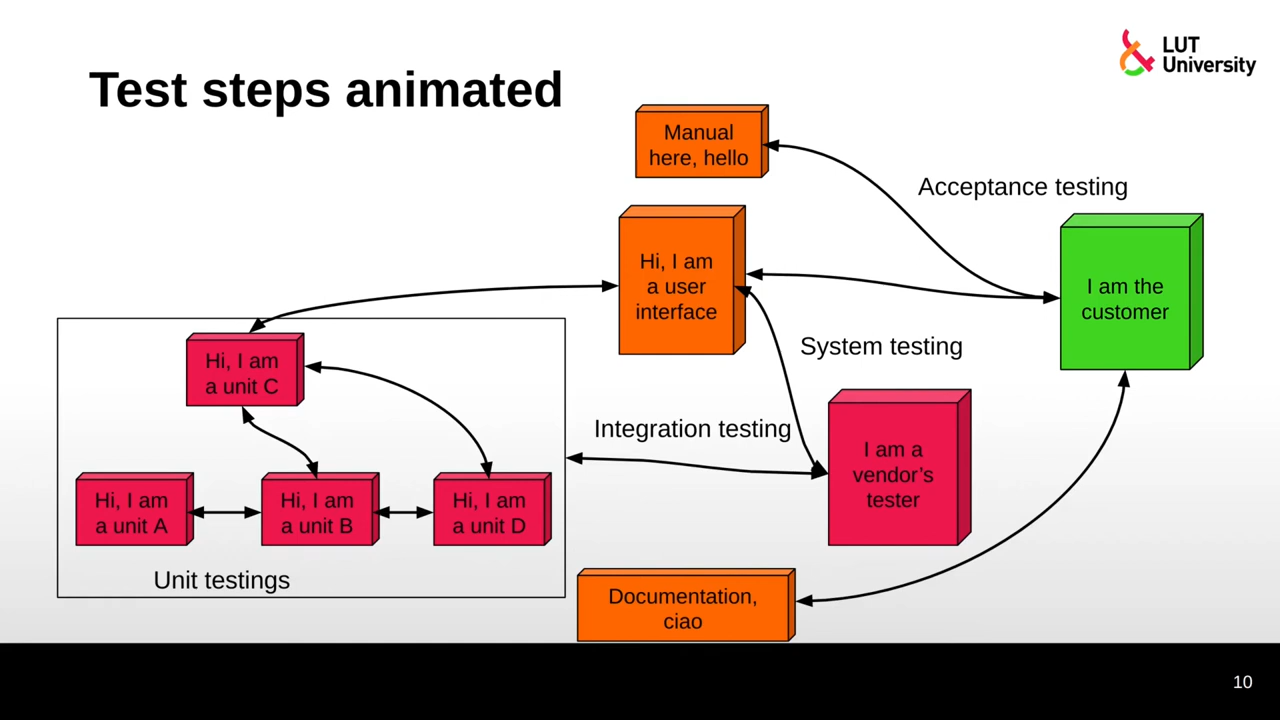 LUT
University
Test steps animated
Manual
here, hello
Acceptance testing
Hi, I am
a user
interface
I am the
customer
System testing
Hi, I am
a unit C
Integration testing
I am a
vendor's
tester
Hi, I am
a unit A
Hi, I am
a unit B
Hi, I am
a unit D
Unit testings
Documentation,
ciao
10